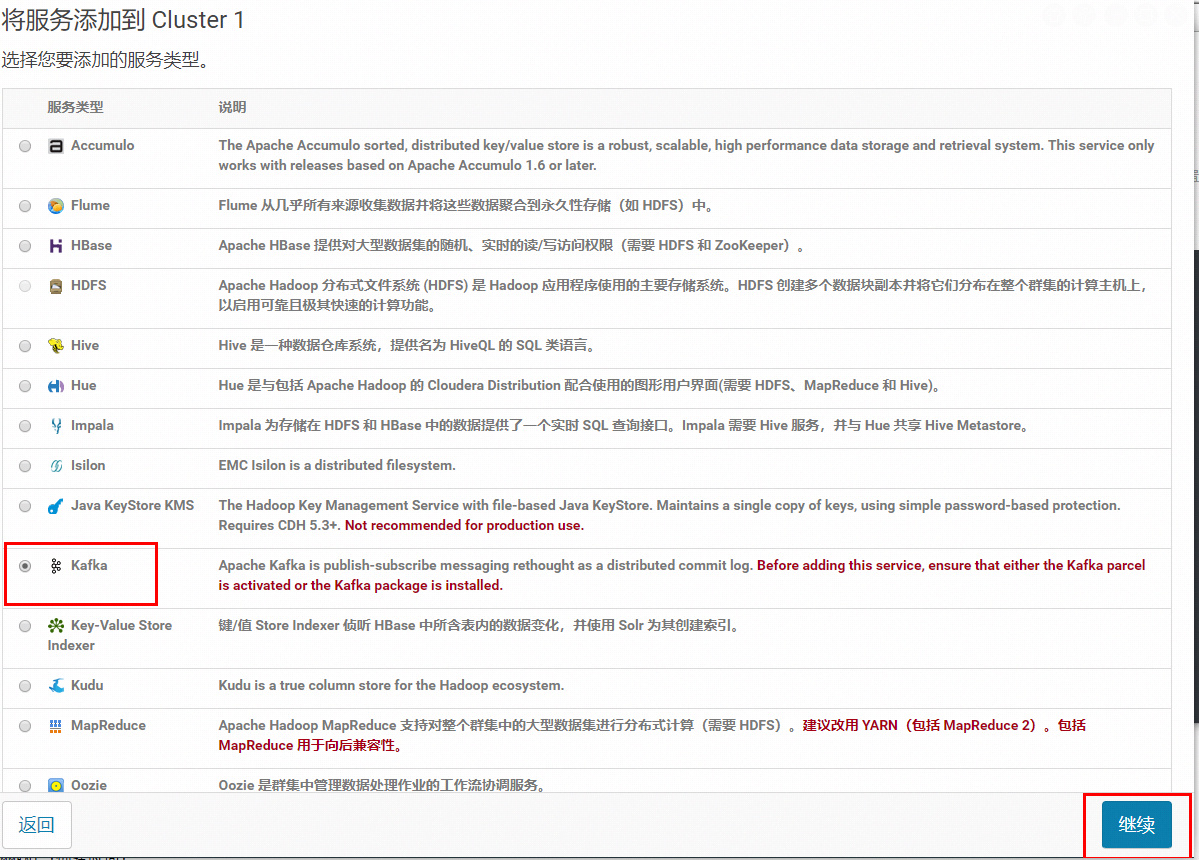 将服务添加到 Cluster 1
选择您要添加的服务类型。
服务类型 说明
Accumulo The Apache Accumulo sorted, distributed key/value store is a robust, scalable, high performance data storage and retrieval system. This service only
works with releases based on Apache Accumulo 1.6 or later.
Flume Flume 从几乎所有来源收集数据并将这些数据聚合到永久性存储（如 HDFS）中。
HBase Apache HBase 提供对大型数据集的随机、实时的读/写访问权限（需要 HDFS 和 ZooKeeper）。
HDFS Apache Hadoop 分布式文件系统 (HDFS) 是 Hadoop 应用程序使用的主要存储系统。HDFS 创建多个数据块副本并将它们分布在整个群集的计算主机上，
以启用可靠且极其快速的计算功能。
Hive Hive 是一种数据仓库系统，提供名为 HiveQL 的 SQL 类语言。
Hue Hue 是与包括 Apache Hadoop 的 Cloudera Distribution 配合使用的图形用户界面(需要 HDFS、MapReduce 和 Hive)。
Impala Impala 为存储在 HDFS 和 HBase 中的数据提供了一个实时 SQL 查询接口。Impala 需要 Hive 服务，并与 Hue 共享 Hive Metastore。
Isilon EMC Isilon is a distributed filesystem.
Java KeyStore KMS The Hadoop Key Management Service with file-based Java KeyStore. Maintains a single copy of keys, using simple password-based protection.
Requires CDH 5.3+. Not recommended for production use.
Kafka Apache Kafka is publish-subscribe messaging rethought as a distributed commit log. Before adding this service, ensure that either the Kafka parcel
is activated or the Kafka package is installed.
Key-Value Store 键/值 Store Indexer 侦听 HBase 中所含表内的数据变化，并使用 Solr 为其创建索引。
Indexer
Kudu Kudu is a true column store for the Hadoop ecosystem.
MapReduce Apache Hadoop MapReduce 支持对整个群集中的大型数据集进行分布式计算（需要 HDFS）。建议改用 YARN（包括 MapReduce 2）。包括
MapReduce 用于向后兼容性。
Oozie Oozie 是群集中管理数据处理作业的工作流协调服务。
返回 继续